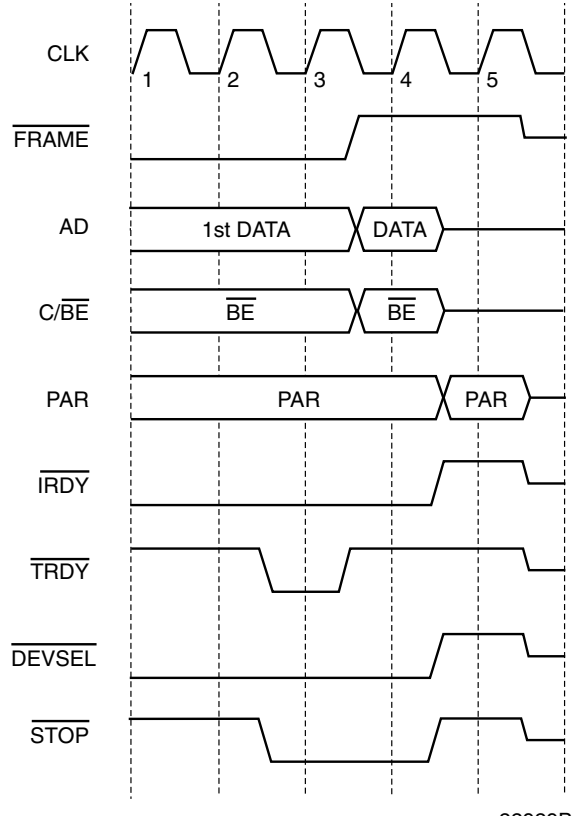 CLK
1 2 3 4 5
FRAME
AD 1st DATA DATA
C/BE BE BE
PAR PAR PAR
IRDY
TRDY
DEVSEL
STOP